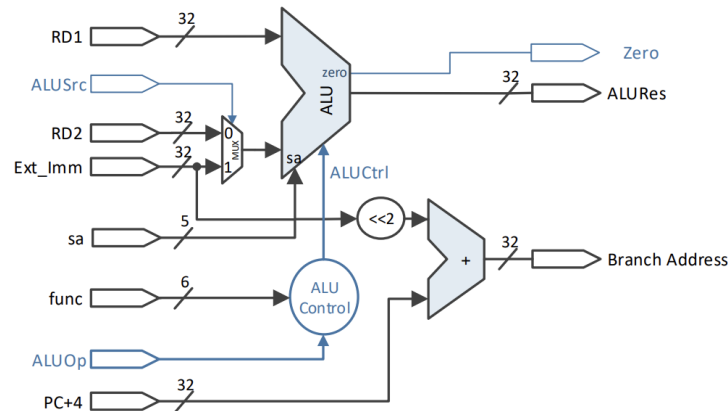 RD1
32
ALUSrc
RD2
32
Ext_Imm
32
0
1
MUX
sa
5
func
6
ALUOp
PC+4
32
zero
ALU
sa
ALUCtrl
ALU
Control
<<2
+
Zero
32
ALURes
32
Branch Address